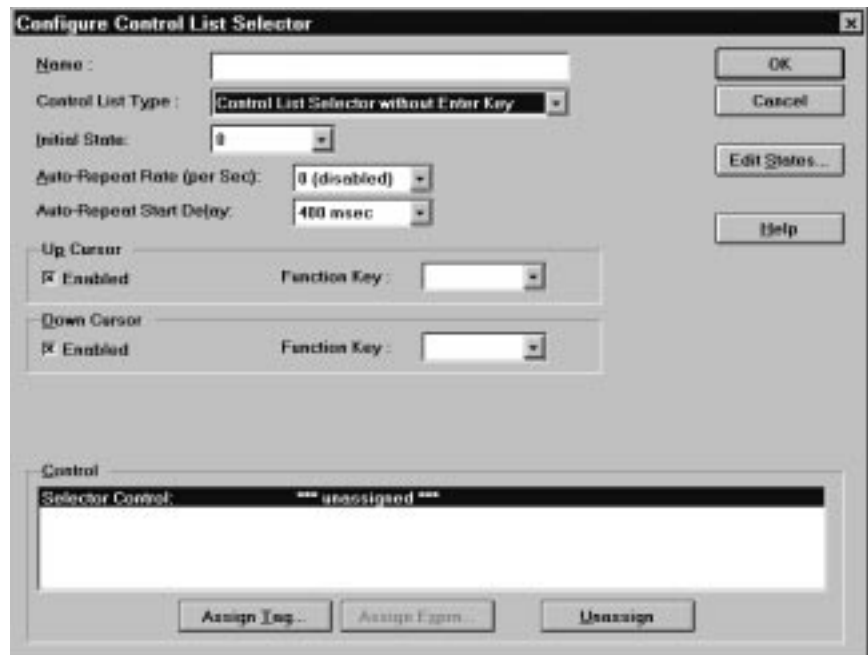 Configure Control List Selector
Name :
OK
Control List Type : Control List Selector without Enter Key
Cancel
Initial State: 0
Edit States...
Auto-Repeat Rate (per Sec): 0 (disabled)
Auto-Repeat Start Delay: 400 msec
Help
Up Cursor
Enabled Function Key :
Down Cursor
Enabled Function Key :
Control
Selector Control: *** unassigned ***
Assign Tag... Assign Expm... Unassign